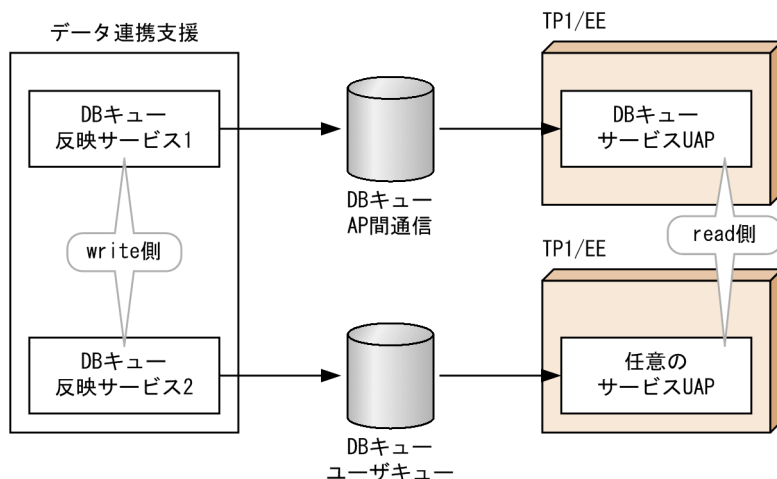 データ連携支援
DBキュー
反映サービス1
write側
DBキュー
反映サービス2
DBキュー
AP間通信
DBキュー
ユーザキュー
TP1/EE
DBキュー
サービスUAP
read側
TP1/EE
任意の
サービスUAP